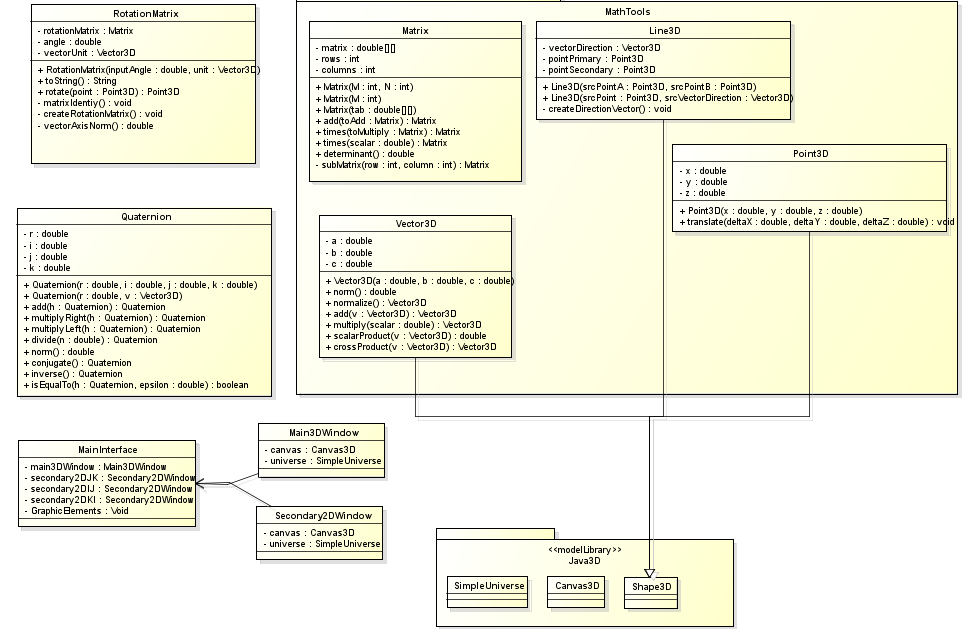 RotationMatrix
- rotationMatrix : Matrix
- angle : double
- vectorUnit : Vector3D
+ RotationMatrix(inputAngle : double, unit : Vector3D)
+ toString() : String
+ rotate(point : Point3D) : Point3D
- matrixIdentiy() : void
- createRotationMatrix() : void
- vectorAxisNorm() : double
MathTools
Matrix
- matrix : double[][]
- rows : int
- columns : int
+ Matrix(M : int, N : int)
+ Matrix(M : int)
+ Matrix(tab : double[][])
+ add(toAdd : Matrix) : Matrix
+ times(toMultiply : Matrix) : Matrix
+ times(scalar : double) : Matrix
+ determinant() : double
- subMatrix(row : int, column : int) : Matrix
Line3D
- vectorDirection : Vector3D
- pointPrimary : Point3D
- pointSecondary : Point3D
+ Line3D(srcPointA : Point3D, srcPointB : Point3D)
+ Line3D(srcPoint : Point3D, srcVectorDirection : Vector3D)
- createDirectionVector() : void
Point3D
- x : double
- y : double
- z : double
+ Point3D(x : double, y : double, z : double)
+ translate(deltaX : double, deltaY : double, deltaZ : double) : void
Quaternion
- r : double
- i : double
- j : double
- k : double
+ Quaternion(r : double, i : double, j : double, k : double)
+ Quaternion(r : double, v : Vector3D)
+ add(h : Quaternion) : Quaternion
+ multiplyRight(h : Quaternion) : Quaternion
+ multiplyLeft(h : Quaternion) : Quaternion
+ divide(n : double) : Quaternion
+ norm() : double
+ conjugate() : Quaternion
+ inverse() : Quaternion
+ isEqualTo(h : Quaternion, epsilon : double) : boolean
Vector3D
- a : double
- b : double
- c : double
+ Vector3D(a : double, b : double, c : double)
+ norm() : double
+ normalize() : Vector3D
+ add(v : Vector3D) : Vector3D
+ multiply(scalar : double) : Vector3D
+ scalarProduct(v : Vector3D) : double
+ crossProduct(v : Vector3D) : Vector3D
MainInterface
- main3DWindow : Main3DWindow
- secondary2DJK : Secondary2DWindow
- secondary2DIJ : Secondary2DWindow
- secondary2DKI : Secondary2DWindow
- GraphicElements : Void
Main3DWindow
- canvas : Canvas3D
- universe : SimpleUniverse
Secondary2DWindow
- canvas : Canvas3D
- universe : SimpleUniverse
<<modelLibrary>>
Java3D
SimpleUniverse
Canvas3D
Shape3D